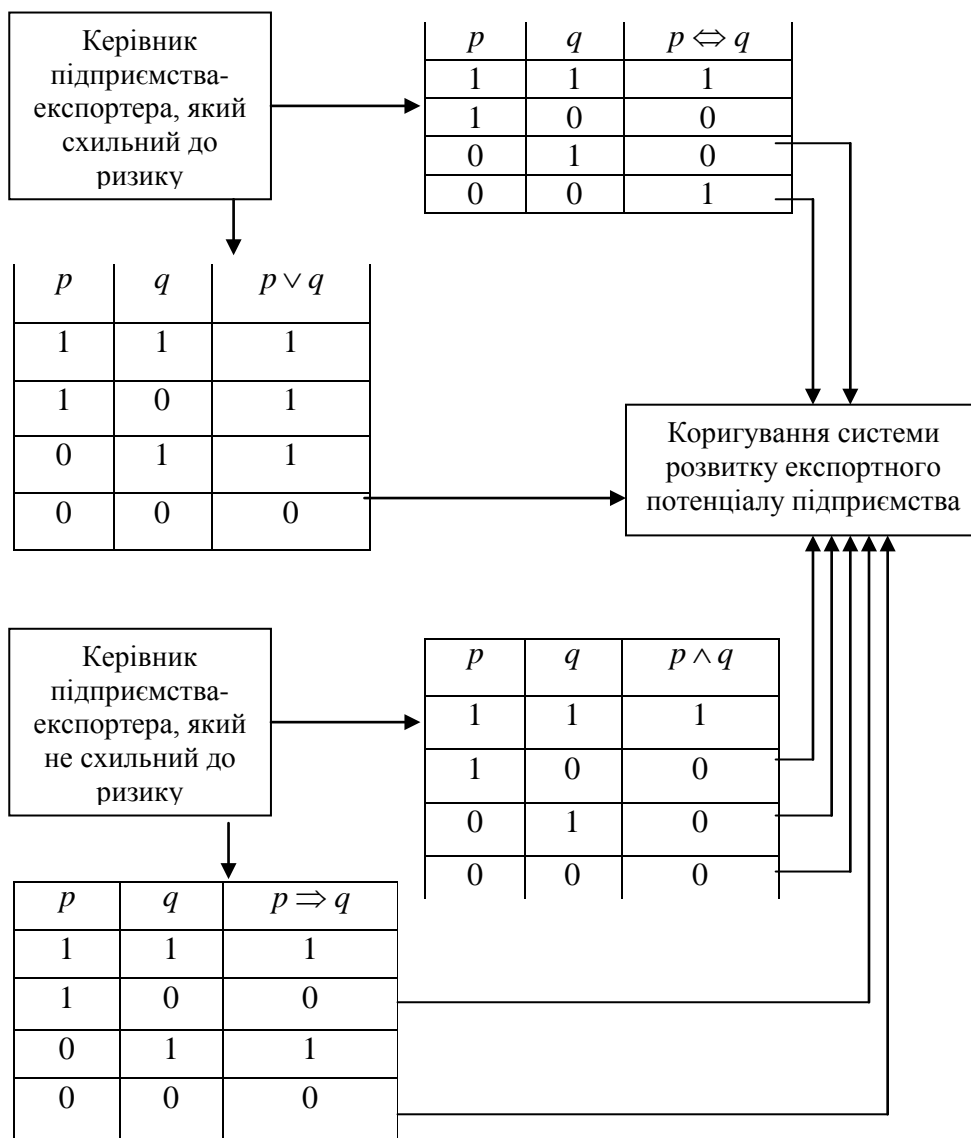 Керівник
підприємства-
експортера, який
схильний до
ризику
p q p ⇔ q
1 1 1
1 0 0
0 1 0
0 0 1
p q p ∨ q
1 1 1
1 0 1
0 1 1
0 0 0
Коригування системи
розвитку експортного
потенціалу підприємства
Керівник
підприємства-
експортера, який
не схильний до
ризику
p q p ∧ q
1 1 1
1 0 0
0 1 0
0 0 0
p q p ⇒ q
1 1 1
1 0 0
0 1 1
0 0 0